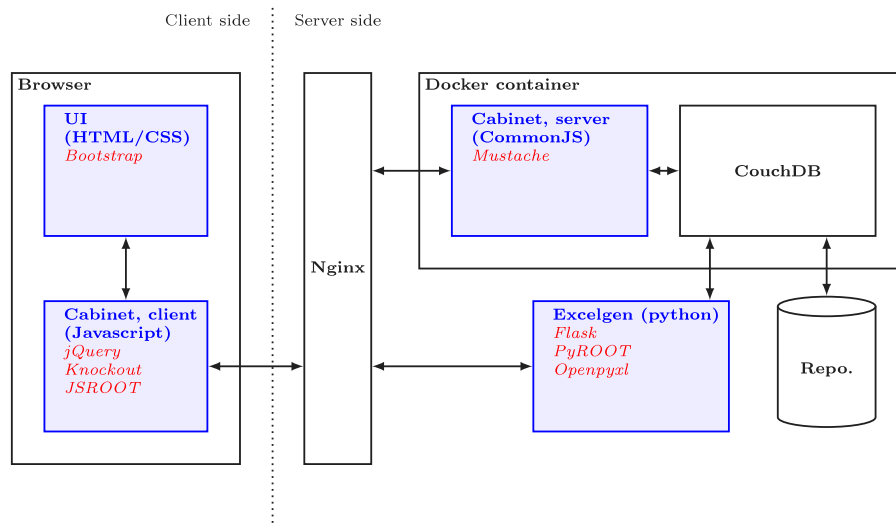 Client side
Server side
Browser
UI
(HTML/CSS)
Bootstrap
Cabinet, client
(Javascript)
jQuery
Knockout
JSROOT
Nginx
Docker container
Cabinet, server
(CommonJS)
Mustache
CouchDB
Excelgen (python)
Flask
PyROOT
Openpyxl
Repo.